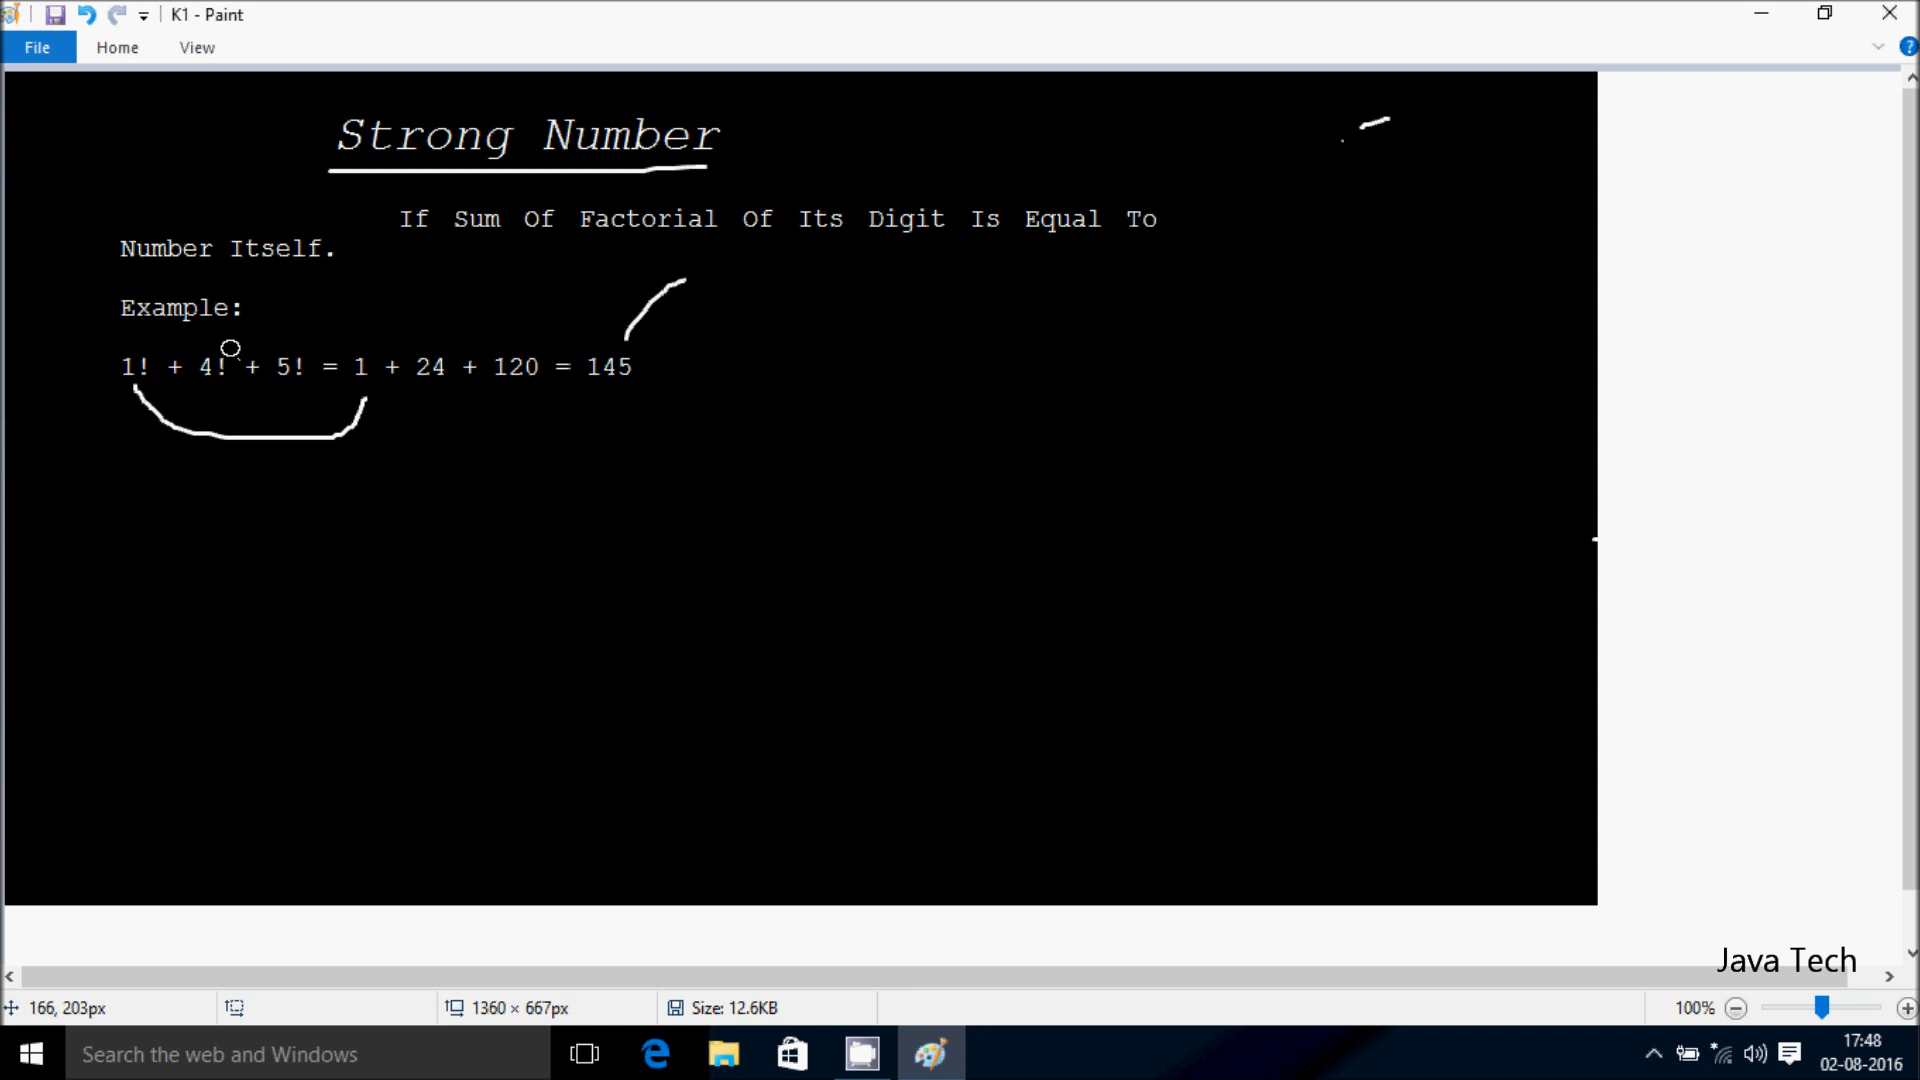 K1 - Paint
File Home View
Strong Number
If Sum Of Factorial Of Its Digit Is Equal To
Number Itself.
Example:
1! + 4! + 5! = 1 + 24 + 120 = 145
Java Tech
166, 203px 1360 × 667px Size: 12.6KB 100%
Search the web and Windows
17:48
02-08-2016